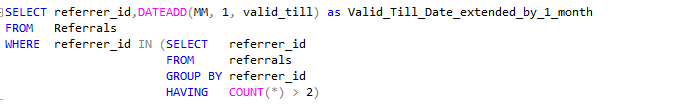 SELECT referrer_id,DATEADD(MM, 1, valid_till) as Valid_Till_Date_extended_by_1_month
FROM   Referrals
WHERE  referrer_id IN (SELECT   referrer_id
                       FROM     referrals
                       GROUP BY referrer_id
                       HAVING   COUNT(*) > 2)